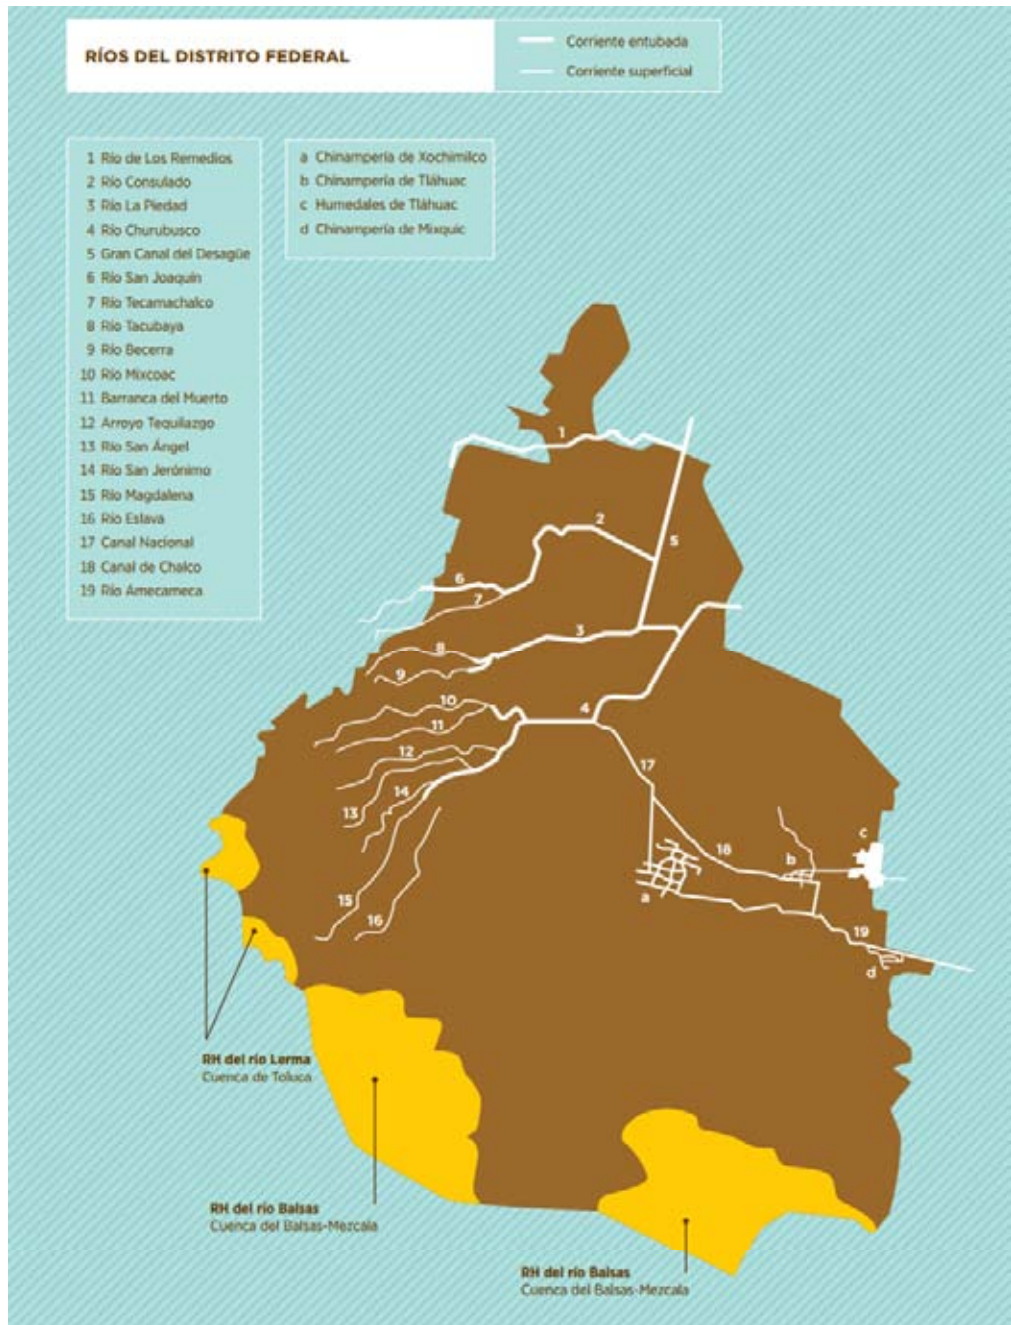 RÍOS DEL DISTRITO FEDERAL
Corriente entubada
Corriente superficial
1 Río de Los Remedios
2 Río Consulado
3 Río La Piedad
4 Río Churubusco
5 Gran Canal del Desagüe
6 Río San Joaquín
7 Río Tecamachalco
8 Río Tacubaya
9 Río Becerra
10 Río Mixcoac
11 Barranca del Muerto
12 Arroyo Tequilazgo
13 Río San Ángel
14 Río San Jerónimo
15 Río Magdalena
16 Río Eslava
17 Canal Nacional
18 Canal de Chalco
19 Río Amecameca
a Chinampería de Xochimilco
b Chinampería de Tláhuac
c Humedales de Tláhuac
d Chinampería de Mixquic
1
2
5
6
7
3
8
9
10
4
11
12
17
14
13
c
18
b
a
15
16
19
d
RH del río Lerma
Cuenca de Toluca
RH del río Balsas
Cuenca del Balsas-Mezcala
RH del río Balsas
Cuenca del Balsas-Mezcala